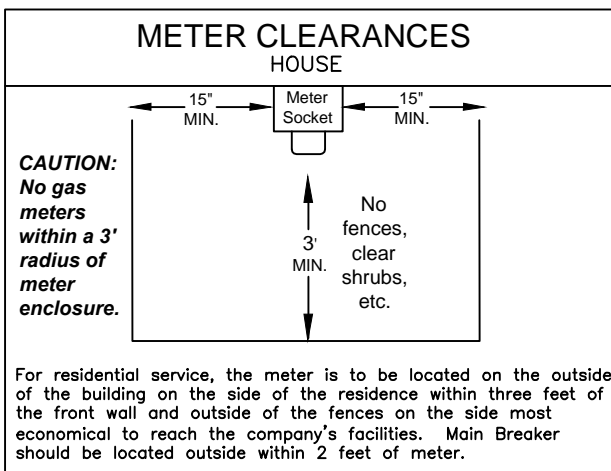 METER CLEARANCES
HOUSE
15"
MIN.
Meter
Socket
15"
MIN.
CAUTION:
No gas
meters
within a 3'
radius of
meter
enclosure.
3'
MIN.
No
fences,
clear
shrubs,
etc.
For residential service, the meter is to be located on the outside
of the building on the side of the residence within three feet of
the front wall and outside of the fences on the side most
economical to reach the company's facilities. Main Breaker
should be located outside within 2 feet of meter.